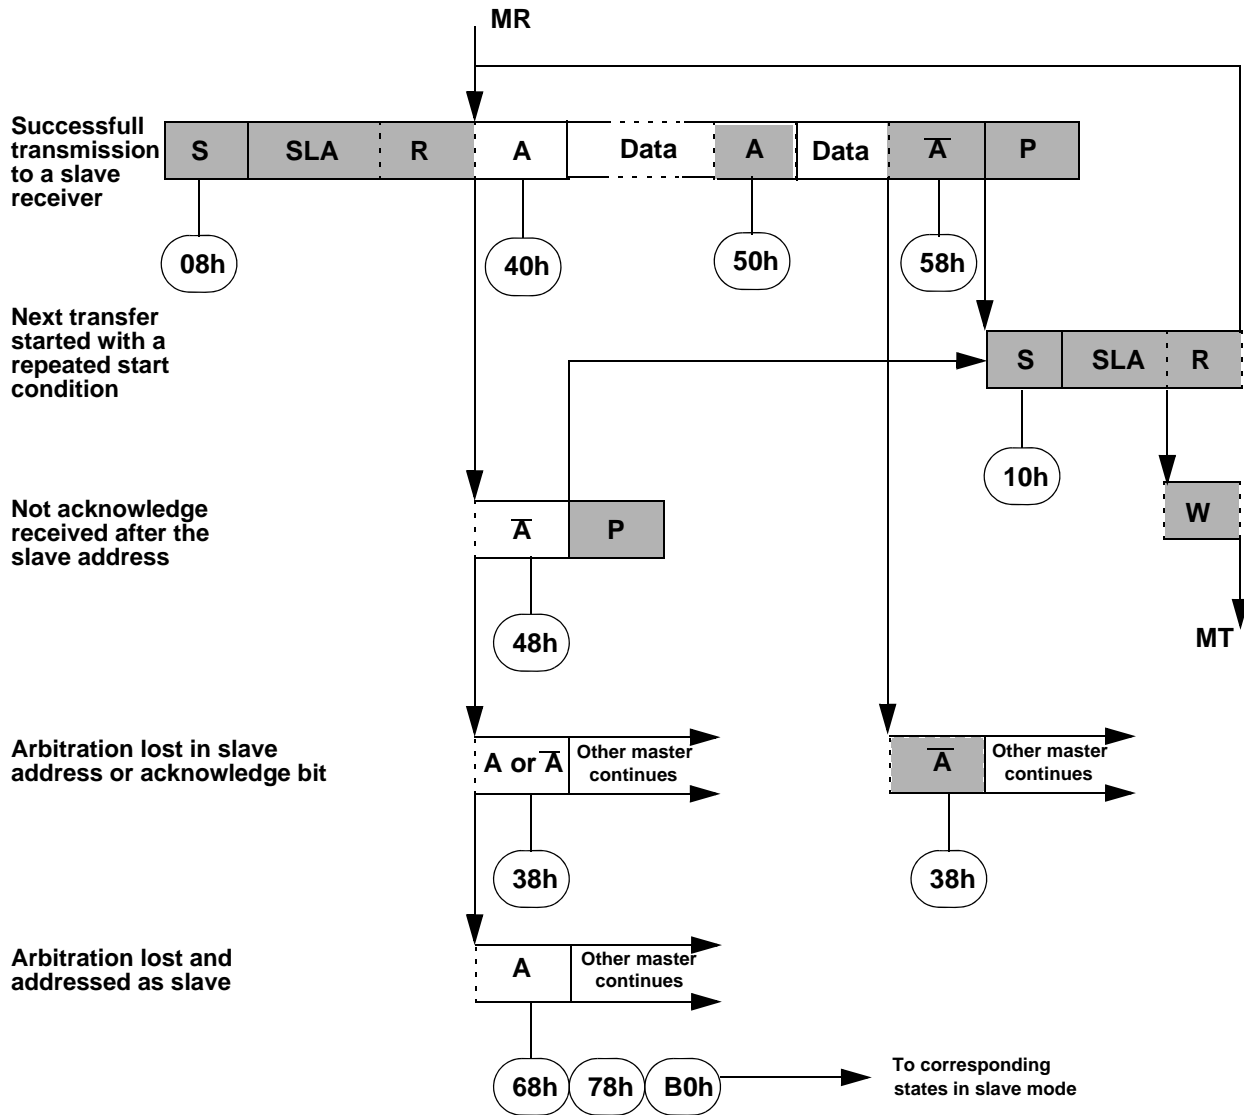 MR
Successfull
transmission
to a slave
receiver
S SLA R A Data A Data A̅ P
08h 40h 50h 58h
Next transfer
started with a
repeated start
condition
S SLA R
10h
W
MT
Not acknowledge
received after the
slave address
A̅ P
48h
Arbitration lost in slave
address or acknowledge bit
A or A̅
Other master
continues
A̅
Other master
continues
38h 38h
Arbitration lost and
addressed as slave
A
Other master
continues
68h 78h B0h
To corresponding
states in slave mode